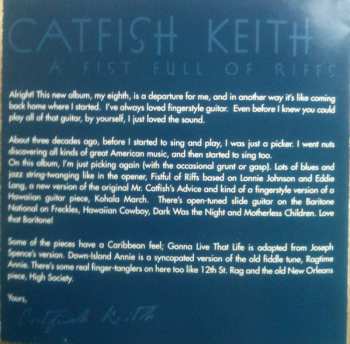 CATFISH KEITH
A FIST FULL OF RIFFS
Alright! This new album, my eighth, is a departure for me, and in another way it's like coming
back home where I started. I've always loved fingerstyle guitar. Even before I knew you could
play all of that guitar, by yourself, I just loved the sound.
About three decades ago, before I started to sing and play, I was just a picker. I went nuts
discovering all kinds of great American music, and then started to sing too.
On this album, I'm just picking again (with the occasional grunt or gasp). Lots of blues and
jazz string-twanging like in the opener, Fistful of Riffs based on Lonnie Johnson and Eddie
Lang, a new version of the original Mr. Catfish's Advice and kind of a fingerstyle version of a
Hawaiian guitar piece, Kohala March. There's open-tuned slide guitar on the Baritone
National on Freckles, Hawaiian Cowboy, Dark Was the Night and Motherless Children. Love
that Baritone!
Some of the pieces have a Caribbean feel; Gonna Live That Life is adapted from Joseph
Spence's version. Down-Island Annie is a syncopated version of the old fiddle tune, Ragtime
Annie. There's some real finger-tanglers on here too like 12th St. Rag and the old New Orleans
piece, High Society.
Yours,
Catfish Keith